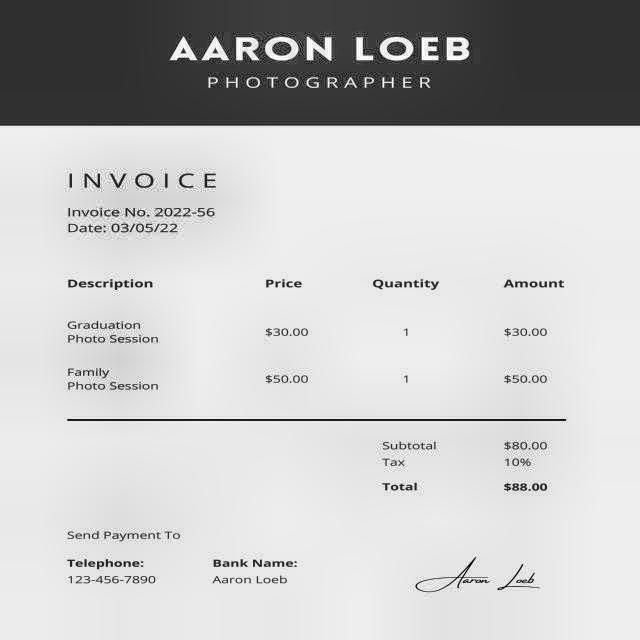 AARON LOEB
PHOTOGRAPHER
INVOICE
Invoice No. 2022-56
Date: 03/05/22
Description Price Quantity Amount
Graduation
Photo Session $30.00 1 $30.00
Family
Photo Session $50.00 1 $50.00
Subtotal $80.00
Tax 10%
Total $88.00
Send Payment To
Telephone: Bank Name:
123-456-7890 Aaron Loeb
Aaron Loeb